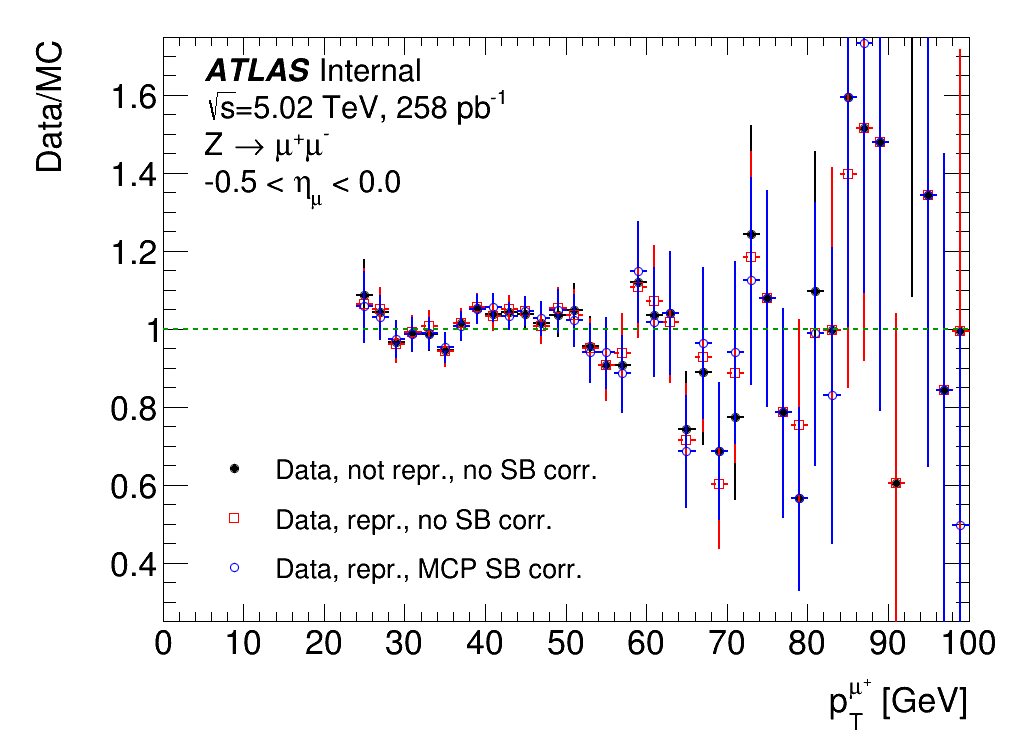 Data/MC
ATLAS Internal
√s=5.02 TeV, 258 pb⁻¹
Z → μ⁺μ⁻
-0.5 < η_μ < 0.0
1.6
1.4
1.2
1
0.8
0.6
0.4
Data, not repr., no SB corr.
Data, repr., no SB corr.
Data, repr., MCP SB corr.
0 10 20 30 40 50 60 70 80 90 100
p_T^μ⁺ [GeV]